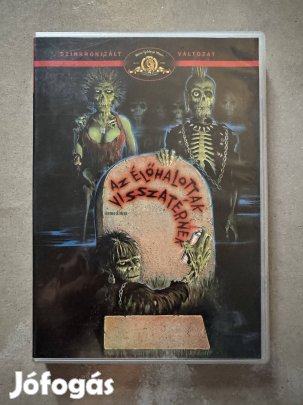 SZINKRONIZÁLT VÁLTOZAT
AZ ÉLŐHALOTTAK
VISSZATÉRNEK
Jófogás